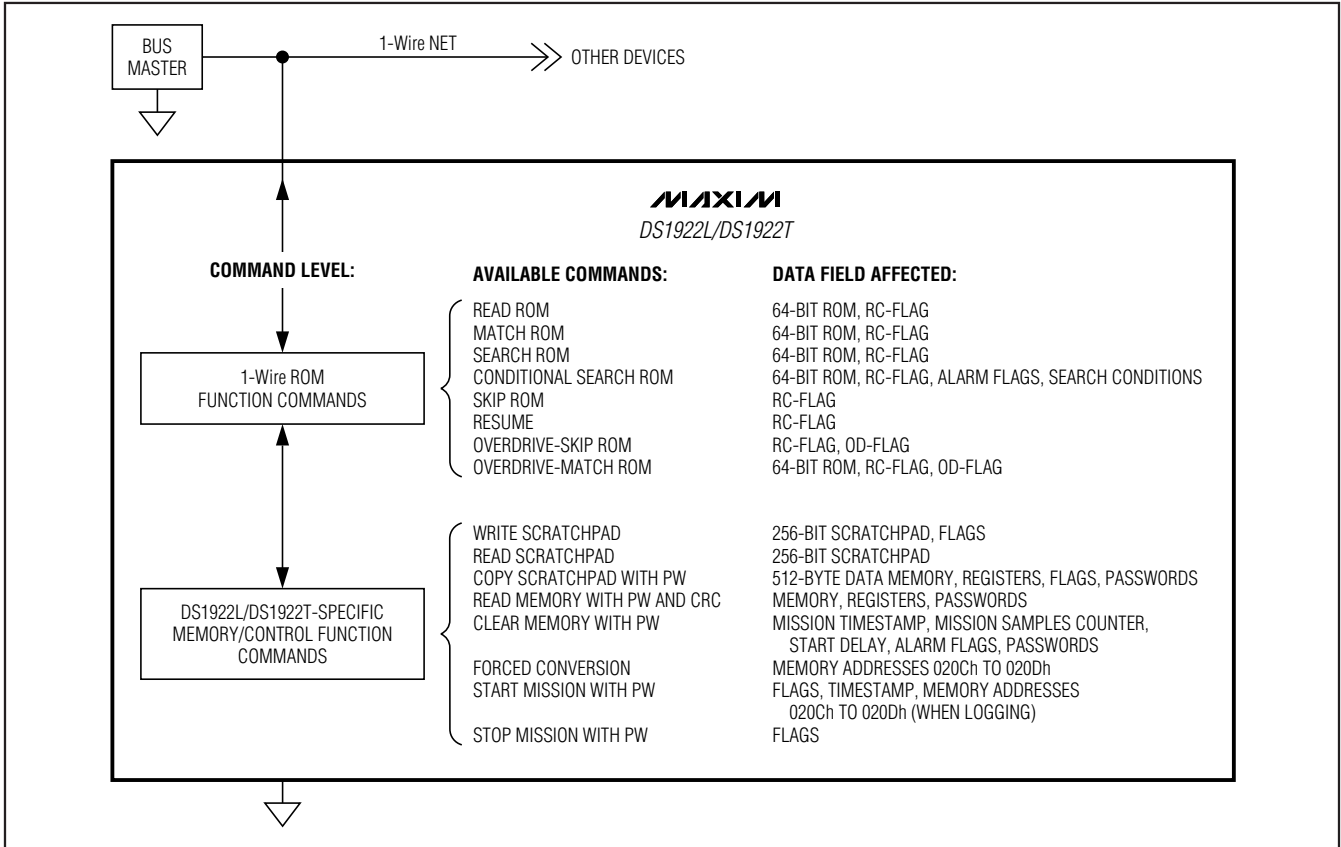 BUS
MASTER
1-Wire NET
OTHER DEVICES
MAXIM
DS1922L/DS1922T
COMMAND LEVEL:
AVAILABLE COMMANDS:
DATA FIELD AFFECTED:
1-Wire ROM
FUNCTION COMMANDS
READ ROM 64-BIT ROM, RC-FLAG
MATCH ROM 64-BIT ROM, RC-FLAG
SEARCH ROM 64-BIT ROM, RC-FLAG
CONDITIONAL SEARCH ROM 64-BIT ROM, RC-FLAG, ALARM FLAGS, SEARCH CONDITIONS
SKIP ROM RC-FLAG
RESUME RC-FLAG
OVERDRIVE-SKIP ROM RC-FLAG, OD-FLAG
OVERDRIVE-MATCH ROM 64-BIT ROM, RC-FLAG, OD-FLAG
DS1922L/DS1922T-SPECIFIC
MEMORY/CONTROL FUNCTION
COMMANDS
WRITE SCRATCHPAD 256-BIT SCRATCHPAD, FLAGS
READ SCRATCHPAD 256-BIT SCRATCHPAD
COPY SCRATCHPAD WITH PW 512-BYTE DATA MEMORY, REGISTERS, FLAGS, PASSWORDS
READ MEMORY WITH PW AND CRC MEMORY, REGISTERS, PASSWORDS
CLEAR MEMORY WITH PW MISSION TIMESTAMP, MISSION SAMPLES COUNTER,
START DELAY, ALARM FLAGS, PASSWORDS
FORCED CONVERSION MEMORY ADDRESSES 020Ch TO 020Dh
START MISSION WITH PW FLAGS, TIMESTAMP, MEMORY ADDRESSES
020Ch TO 020Dh (WHEN LOGGING)
STOP MISSION WITH PW FLAGS